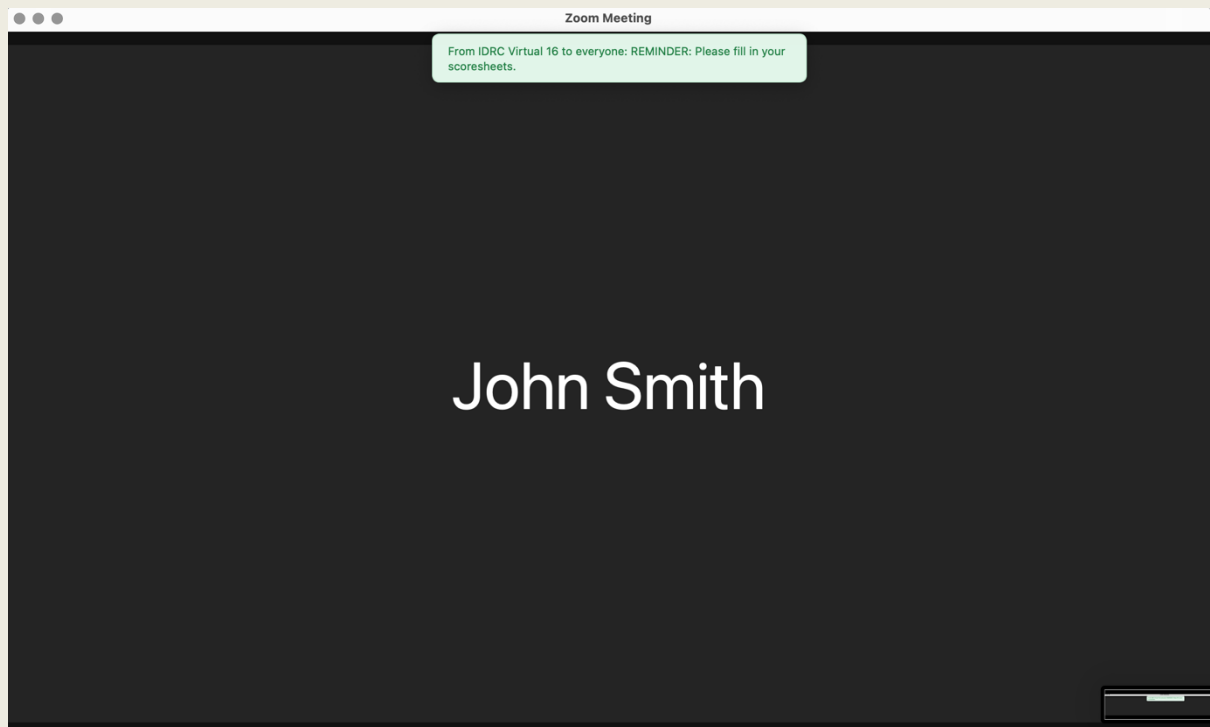 Zoom Meeting
From IDRC Virtual 16 to everyone: REMINDER: Please fill in your
scoresheets.
John Smith